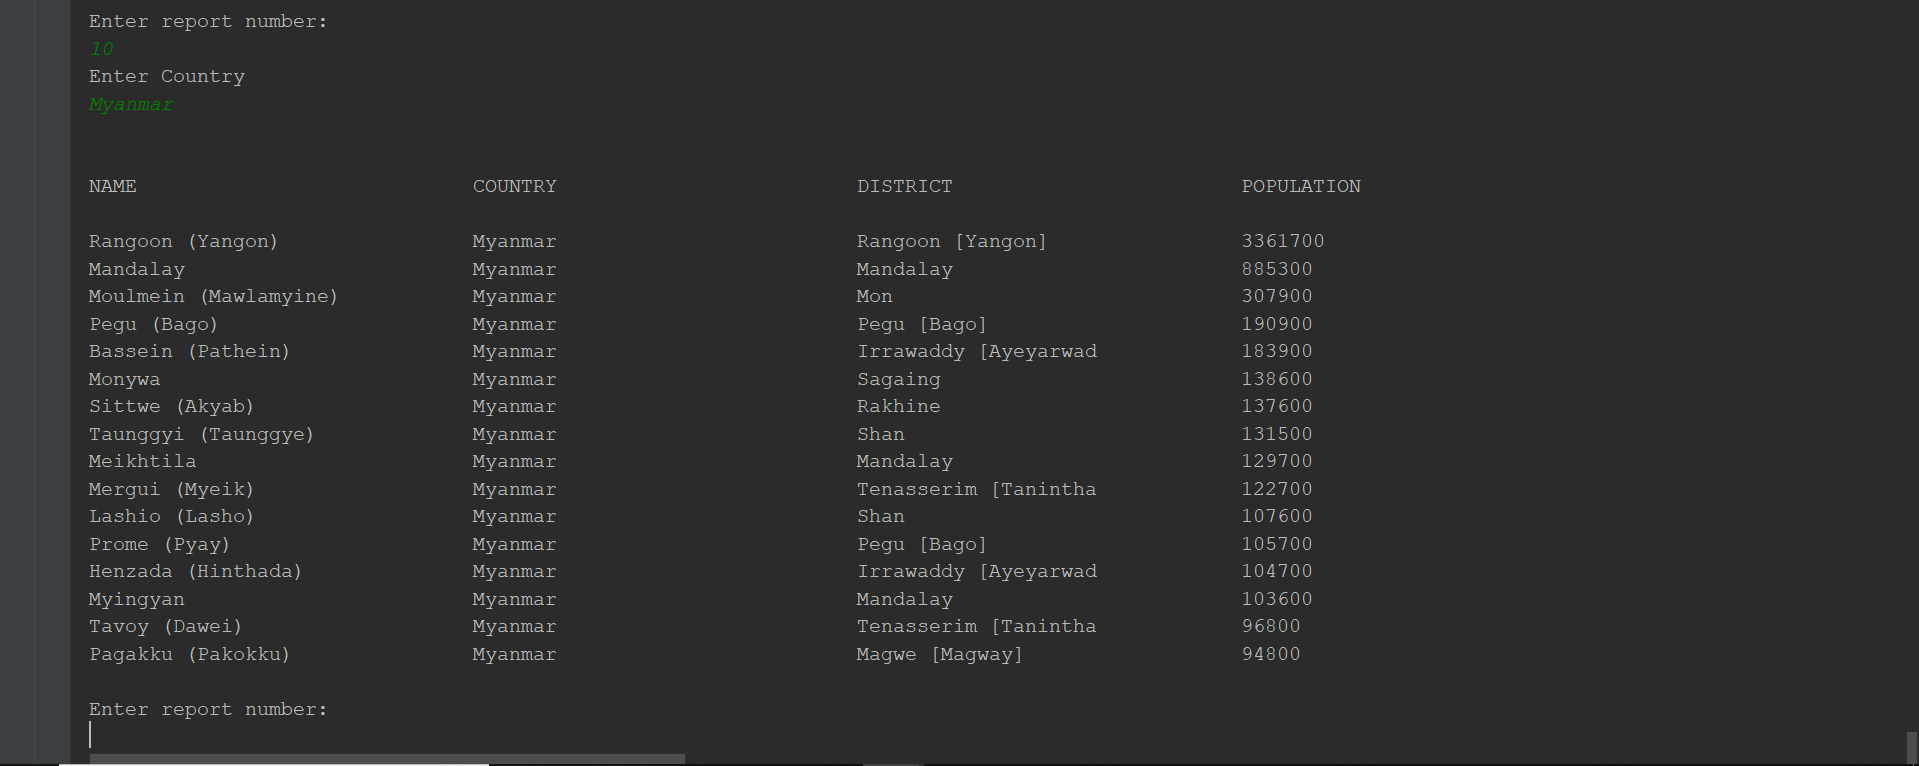 Enter report number:
10
Enter Country
Myanmar
NAME COUNTRY DISTRICT POPULATION
Rangoon (Yangon) Myanmar Rangoon [Yangon] 3361700
Mandalay Myanmar Mandalay 885300
Moulmein (Mawlamyine) Myanmar Mon 307900
Pegu (Bago) Myanmar Pegu [Bago] 190900
Bassein (Pathein) Myanmar Irrawaddy [Ayeyarwad 183900
Monywa Myanmar Sagaing 138600
Sittwe (Akyab) Myanmar Rakhine 137600
Taunggyi (Taunggye) Myanmar Shan 131500
Meikhtila Myanmar Mandalay 129700
Mergui (Myeik) Myanmar Tenasserim [Tanintha 122700
Lashio (Lasho) Myanmar Shan 107600
Prome (Pyay) Myanmar Pegu [Bago] 105700
Henzada (Hinthada) Myanmar Irrawaddy [Ayeyarwad 104700
Myingyan Myanmar Mandalay 103600
Tavoy (Dawei) Myanmar Tenasserim [Tanintha 96800
Pagakku (Pakokku) Myanmar Magwe [Magway] 94800
Enter report number: